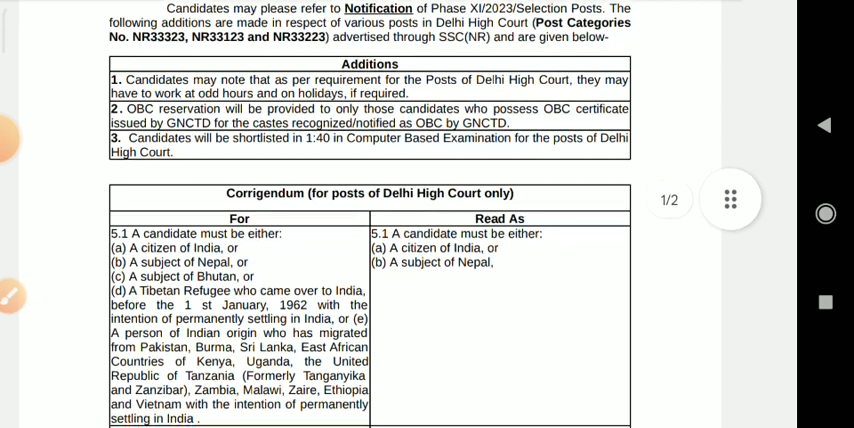 Candidates may please refer to Notification of Phase XI/2023/Selection Posts. The
following additions are made in respect of various posts in Delhi High Court (Post Categories
No. NR33323, NR33123 and NR33223) advertised through SSC(NR) and are given below-
Additions
1. Candidates may note that as per requirement for the Posts of Delhi High Court, they may
have to work at odd hours and on holidays, if required.
2. OBC reservation will be provided to only those candidates who possess OBC certificate
issued by GNCTD for the castes recognized/notified as OBC by GNCTD.
3. Candidates will be shortlisted in 1:40 in Computer Based Examination for the posts of Delhi
High Court.
Corrigendum (for posts of Delhi High Court only)
For
5.1 A candidate must be either:
(a) A citizen of India, or
(b) A subject of Nepal, or
(c) A subject of Bhutan, or
(d) A Tibetan Refugee who came over to India,
before the 1 st January, 1962 with the
intention of permanently settling in India, or (e)
A person of Indian origin who has migrated
from Pakistan, Burma, Sri Lanka, East African
Countries of Kenya, Uganda, the United
Republic of Tanzania (Formerly Tanganyika
and Zanzibar), Zambia, Malawi, Zaire, Ethiopia
and Vietnam with the intention of permanently
settling in India .
Read As
5.1 A candidate must be either:
(a) A citizen of India, or
(b) A subject of Nepal,
1/2